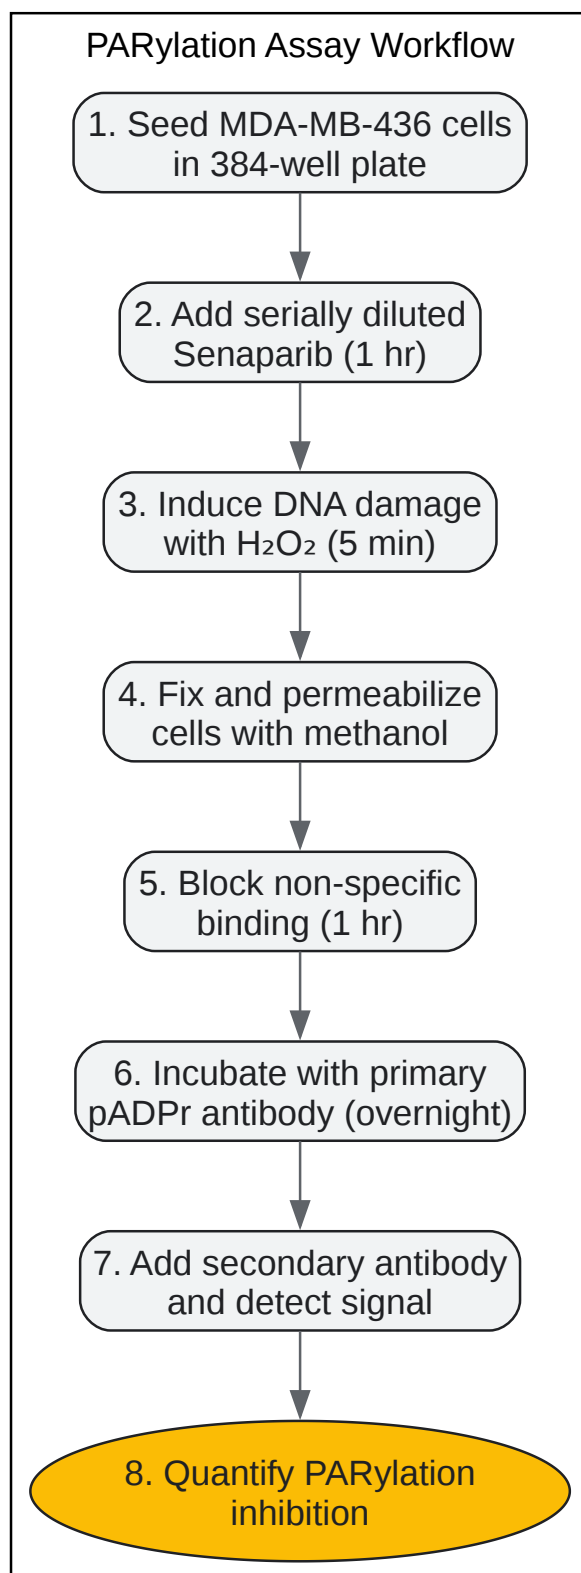 PARylation Assay Workflow
1. Seed MDA-MB-436 cells
in 384-well plate
2. Add serially diluted
Senaparib (1 hr)
3. Induce DNA damage
with H₂O₂ (5 min)
4. Fix and permeabilize
cells with methanol
5. Block non-specific
binding (1 hr)
6. Incubate with primary
pADPr antibody (overnight)
7. Add secondary antibody
and detect signal
8. Quantify PARylation
inhibition